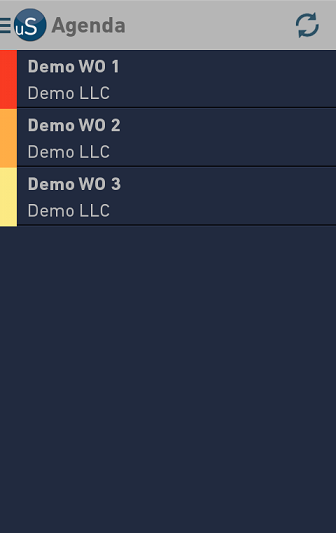 uS Agenda
Demo WO 1
Demo LLC
Demo WO 2
Demo LLC
Demo WO 3
Demo LLC